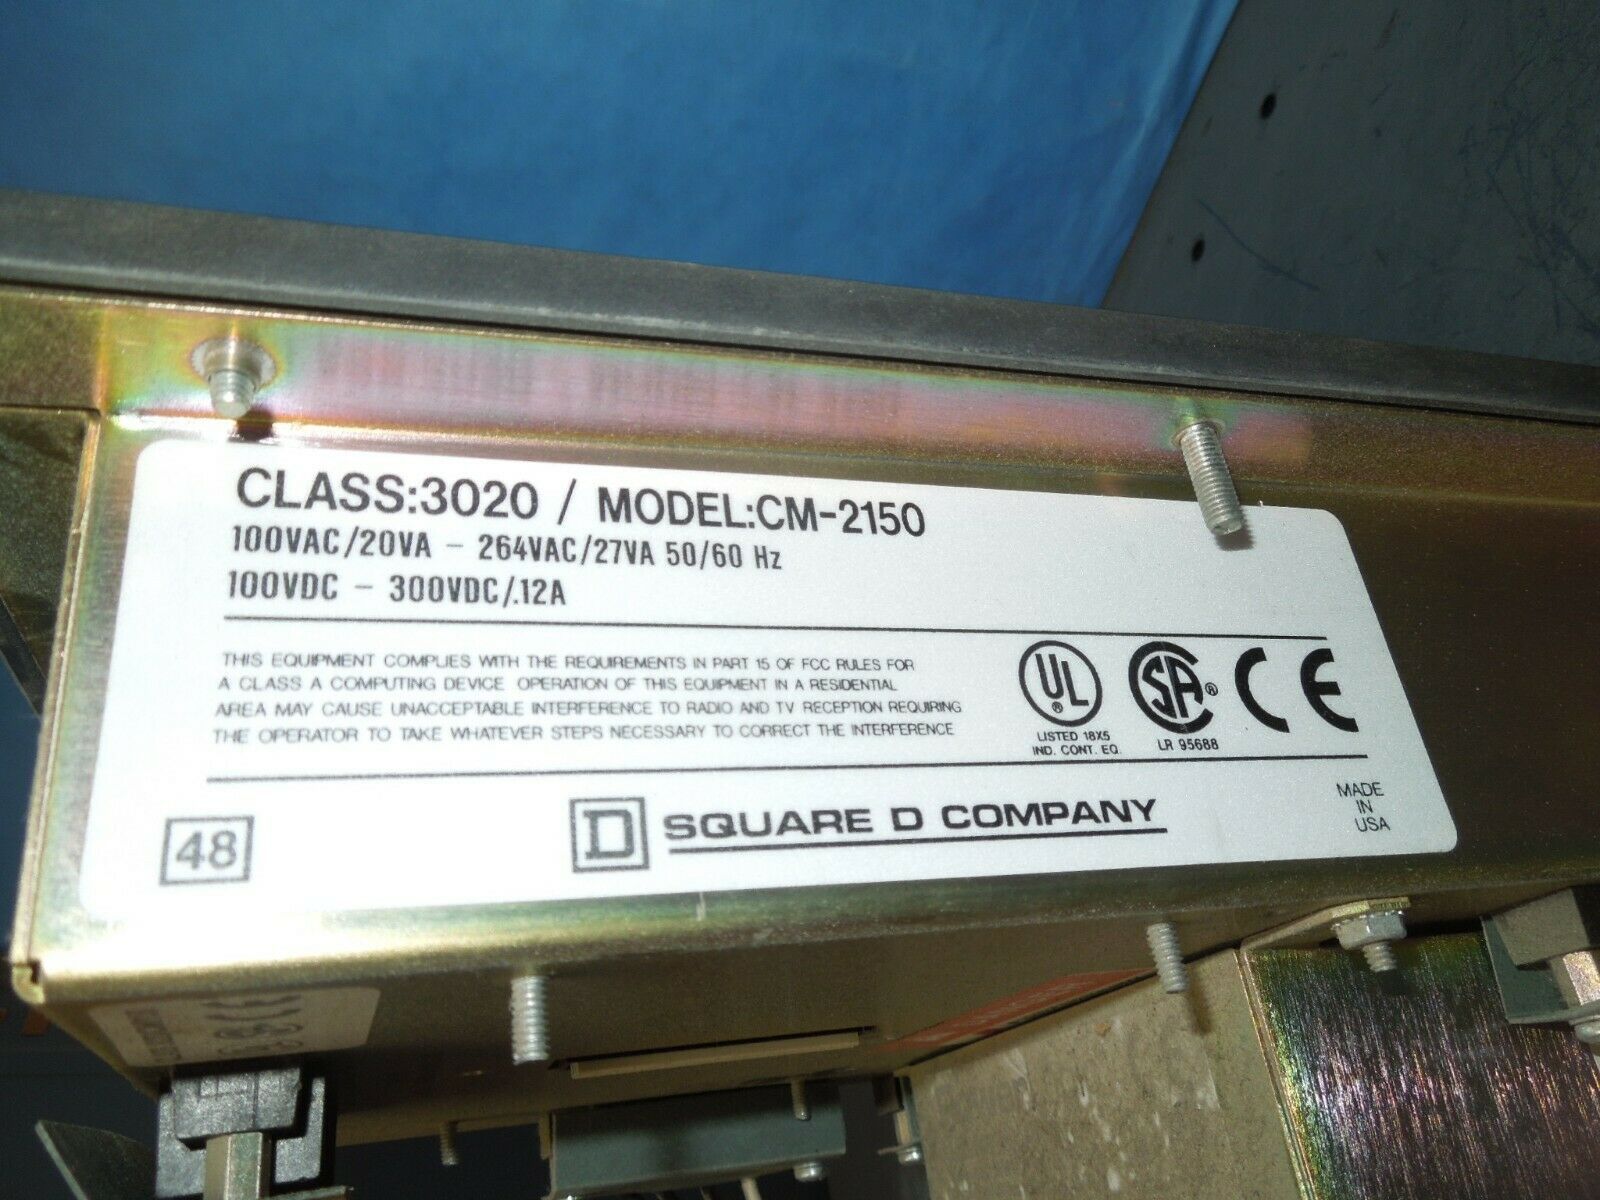 CLASS:3020 / MODEL:CM-2150
100VAC/20VA - 264VAC/27VA 50/60 Hz
100VDC - 300VDC/.12A
THIS EQUIPMENT COMPLIES WITH THE REQUIREMENTS IN PART 15 OF FCC RULES FOR
A CLASS A COMPUTING DEVICE OPERATION OF THIS EQUIPMENT IN A RESIDENTIAL
AREA MAY CAUSE UNACCEPTABLE INTERFERENCE TO RADIO AND TV RECEPTION REQUIRING
THE OPERATOR TO TAKE WHATEVER STEPS NECESSARY TO CORRECT THE INTERFERENCE
UL®
LISTED 18X5
IND. CONT. EQ.
SA®
LR 95688
CE
48
D SQUARE D COMPANY
MADE
IN
USA